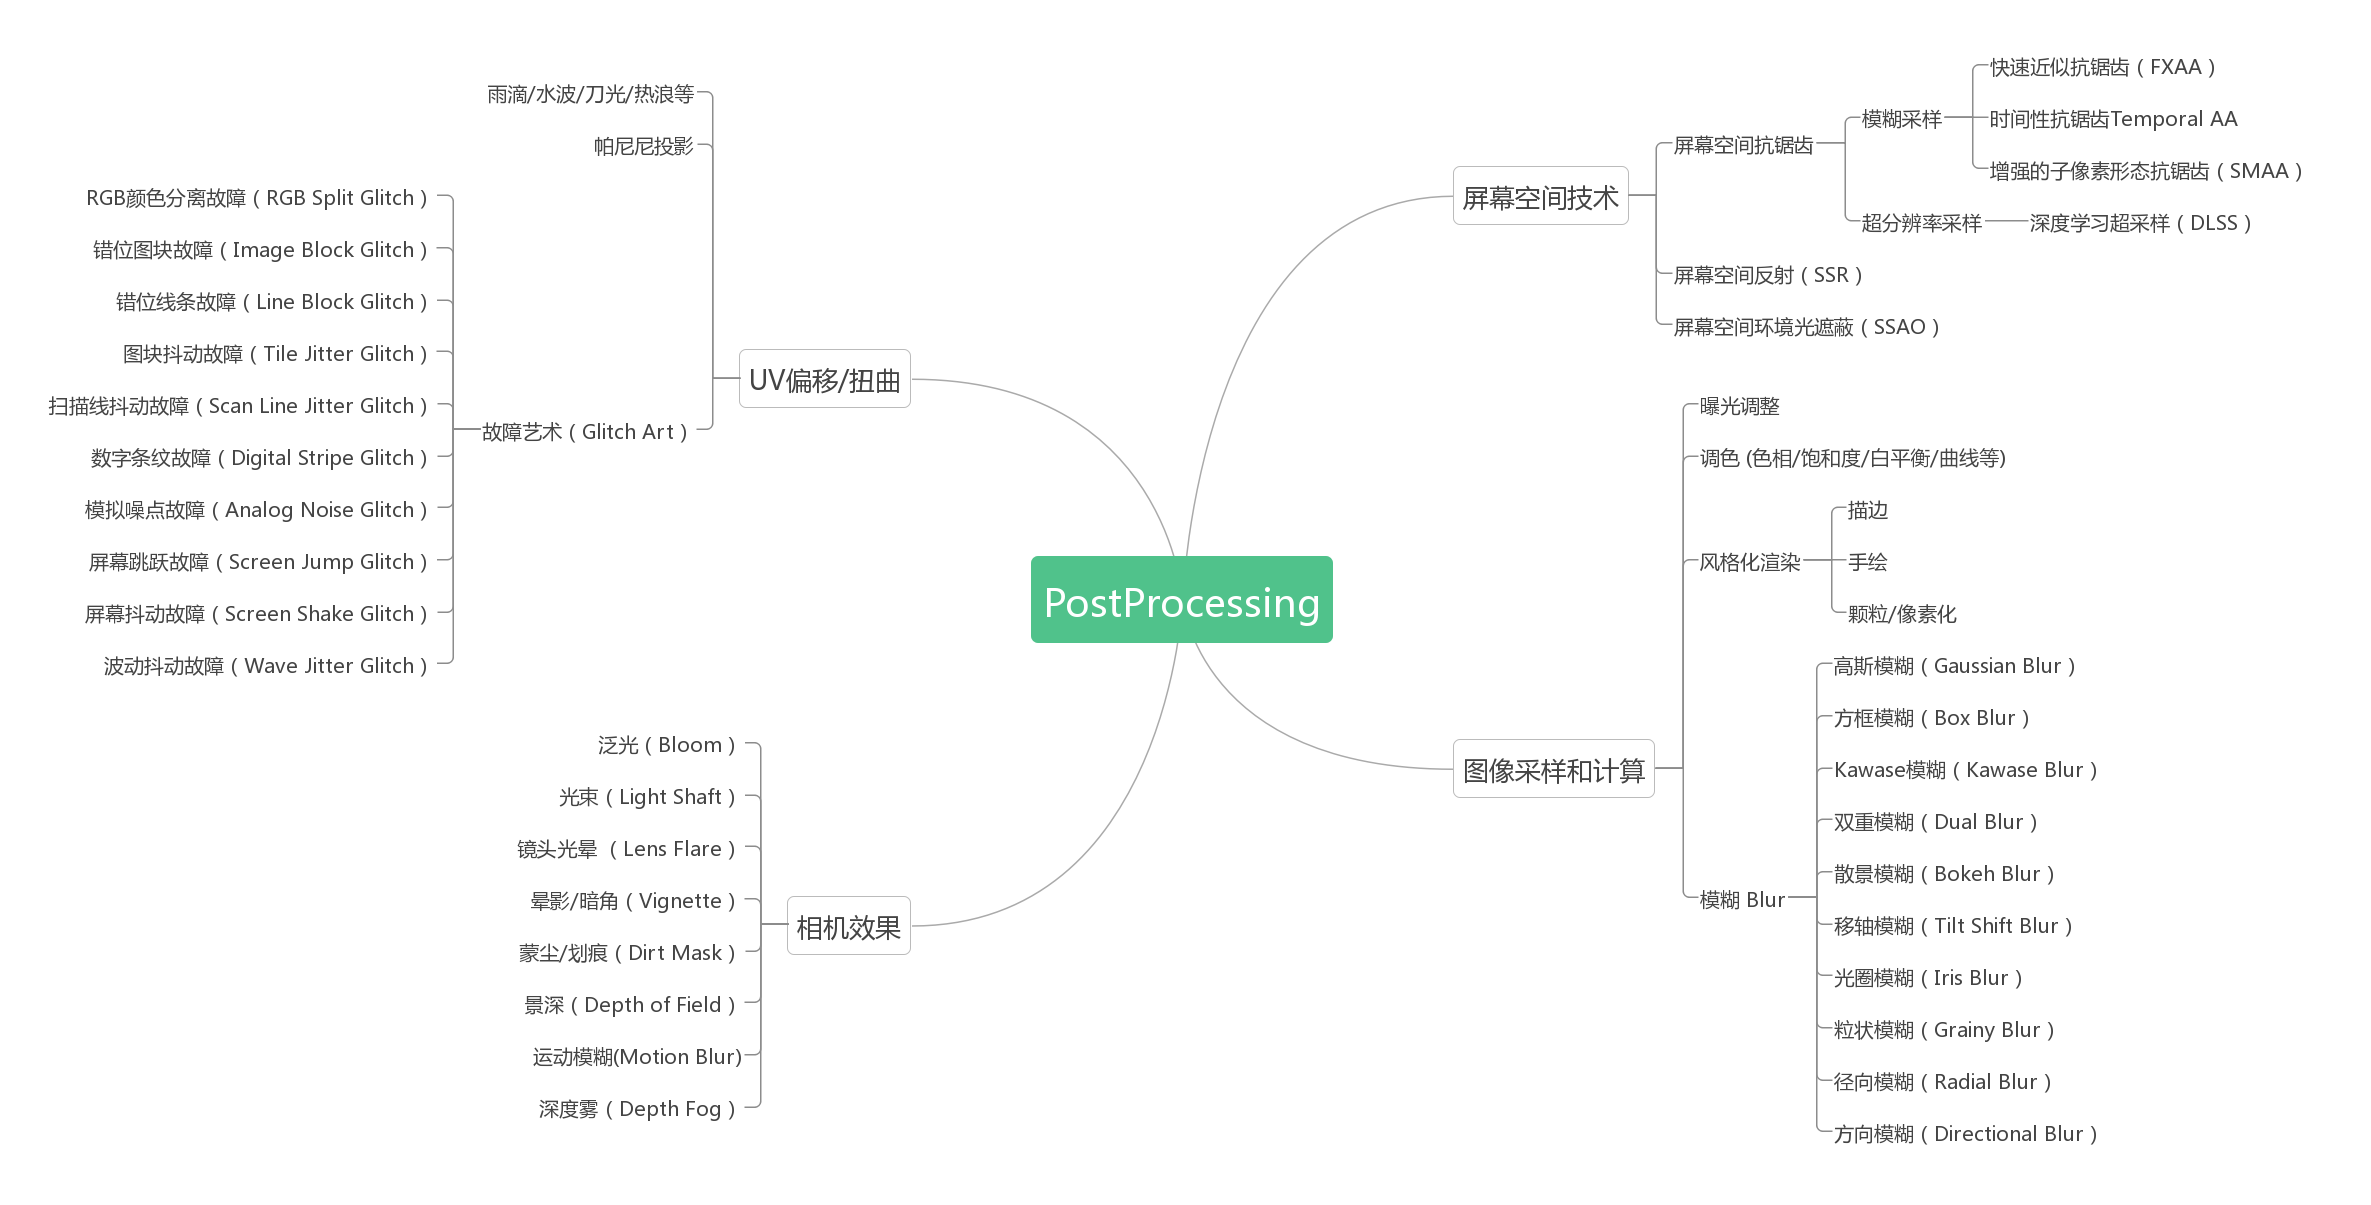 PostProcessing
屏幕空间技术
屏幕空间抗锯齿
模糊采样
快速近似抗锯齿（FXAA）
时间性抗锯齿Temporal AA
增强的子像素形态抗锯齿（SMAA）
超分辨率采样
深度学习超采样（DLSS）
屏幕空间反射（SSR）
屏幕空间环境光遮蔽（SSAO）
图像采样和计算
曝光调整
调色 (色相/饱和度/白平衡/曲线等)
风格化渲染
描边
手绘
颗粒/像素化
模糊 Blur
高斯模糊（Gaussian Blur）
方框模糊（Box Blur）
Kawase模糊（Kawase Blur）
双重模糊（Dual Blur）
散景模糊（Bokeh Blur）
移轴模糊（Tilt Shift Blur）
光圈模糊（Iris Blur）
粒状模糊（Grainy Blur）
径向模糊（Radial Blur）
方向模糊（Directional Blur）
UV偏移/扭曲
雨滴/水波/刀光/热浪等
帕尼尼投影
故障艺术（Glitch Art）
RGB颜色分离故障（RGB Split Glitch）
错位图块故障（Image Block Glitch）
错位线条故障（Line Block Glitch）
图块抖动故障（Tile Jitter Glitch）
扫描线抖动故障（Scan Line Jitter Glitch）
数字条纹故障（Digital Stripe Glitch）
模拟噪点故障（Analog Noise Glitch）
屏幕跳跃故障（Screen Jump Glitch）
屏幕抖动故障（Screen Shake Glitch）
波动抖动故障（Wave Jitter Glitch）
相机效果
泛光（Bloom）
光束（Light Shaft）
镜头光晕 （Lens Flare）
晕影/暗角（Vignette）
蒙尘/划痕（Dirt Mask）
景深（Depth of Field）
运动模糊(Motion Blur)
深度雾（Depth Fog）